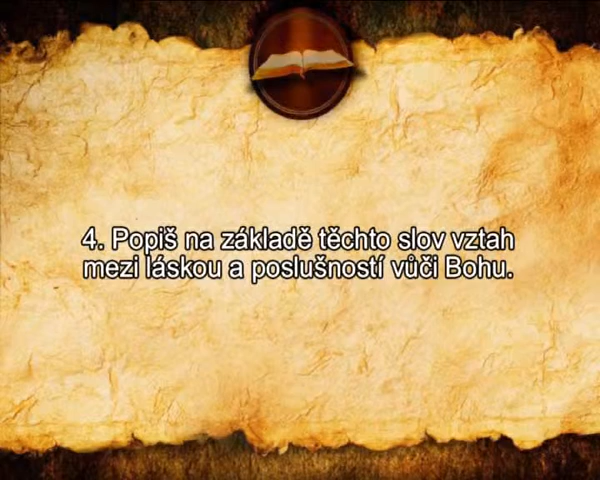 4. Popiš na základě těchto slov vztah
mezi láskou a poslušností vůči Bohu.